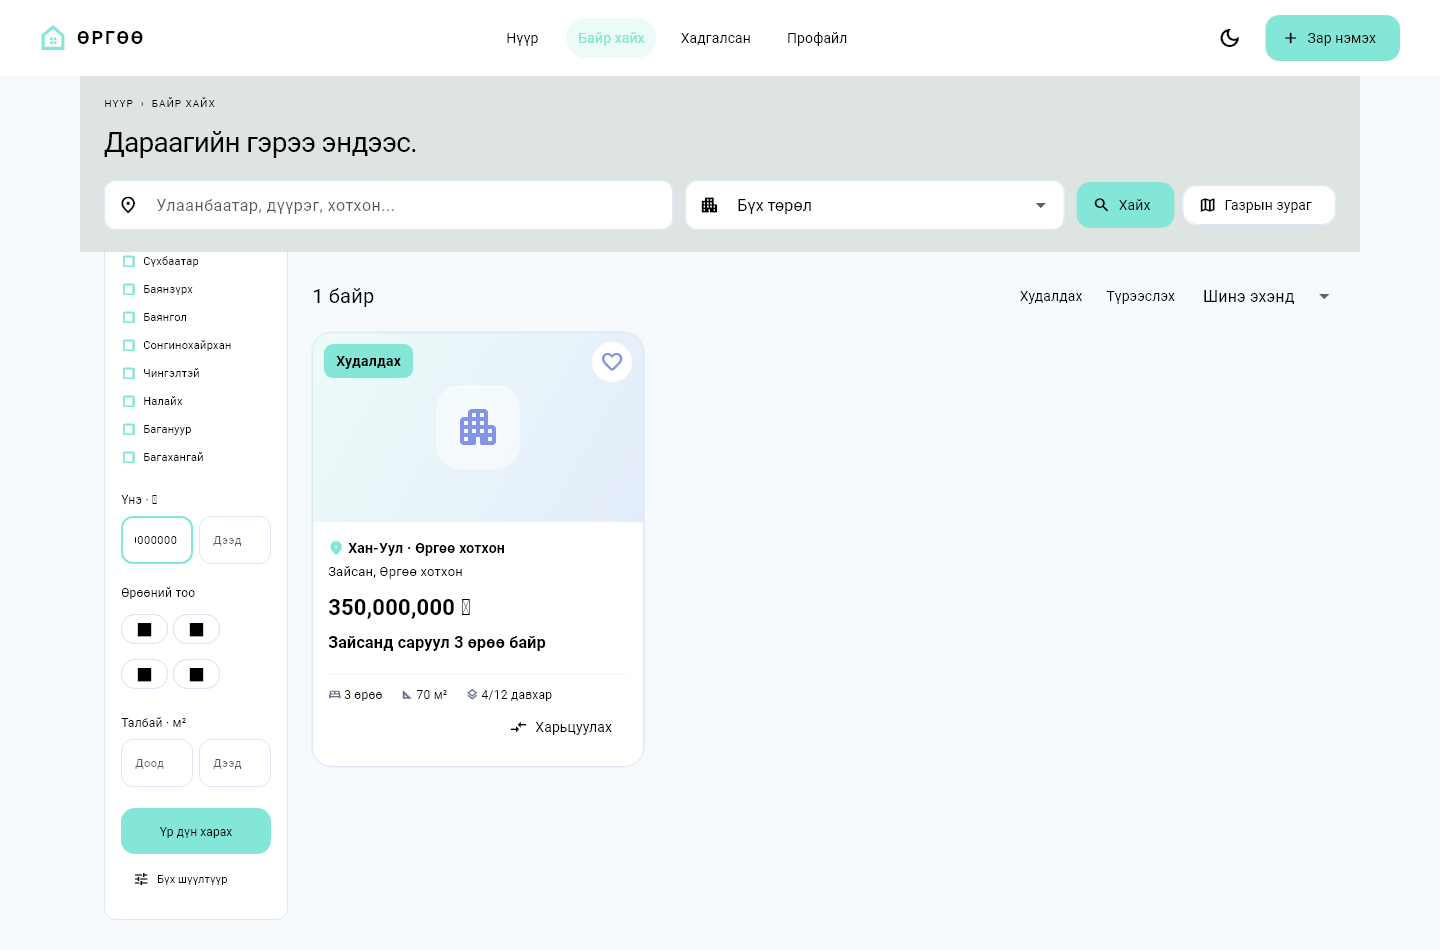 ӨРГӨӨ
Нүүр
Байр хайх
Хадгалсан
Профайл
Зар нэмэх
НҮҮР › БАЙР ХАЙХ
Дараагийн гэрээ эндээс.
Улаанбаатар, дүүрэг, хотхон...
Бүх төрөл
Хайх
Газрын зураг
Сүхбаатар
Баянзүрх
Баянгол
Сонгинохайрхан
Чингэлтэй
Налайх
Багануур
Багахангай
Үнэ ·
0000000
Дээд
Өрөөний тоо
Талбай · м²
Доод
Дээд
Үр дүн харах
Бүх шүүлтүүр
1 байр
Худалдах
Түрээслэх
Шинэ эхэнд
Худалдах
Хан-Уул · Өргөө хотхон
Зайсан, Өргөө хотхон
350,000,000
Зайсанд саруул 3 өрөө байр
3 өрөө
70 м²
4/12 давхар
Харьцуулах